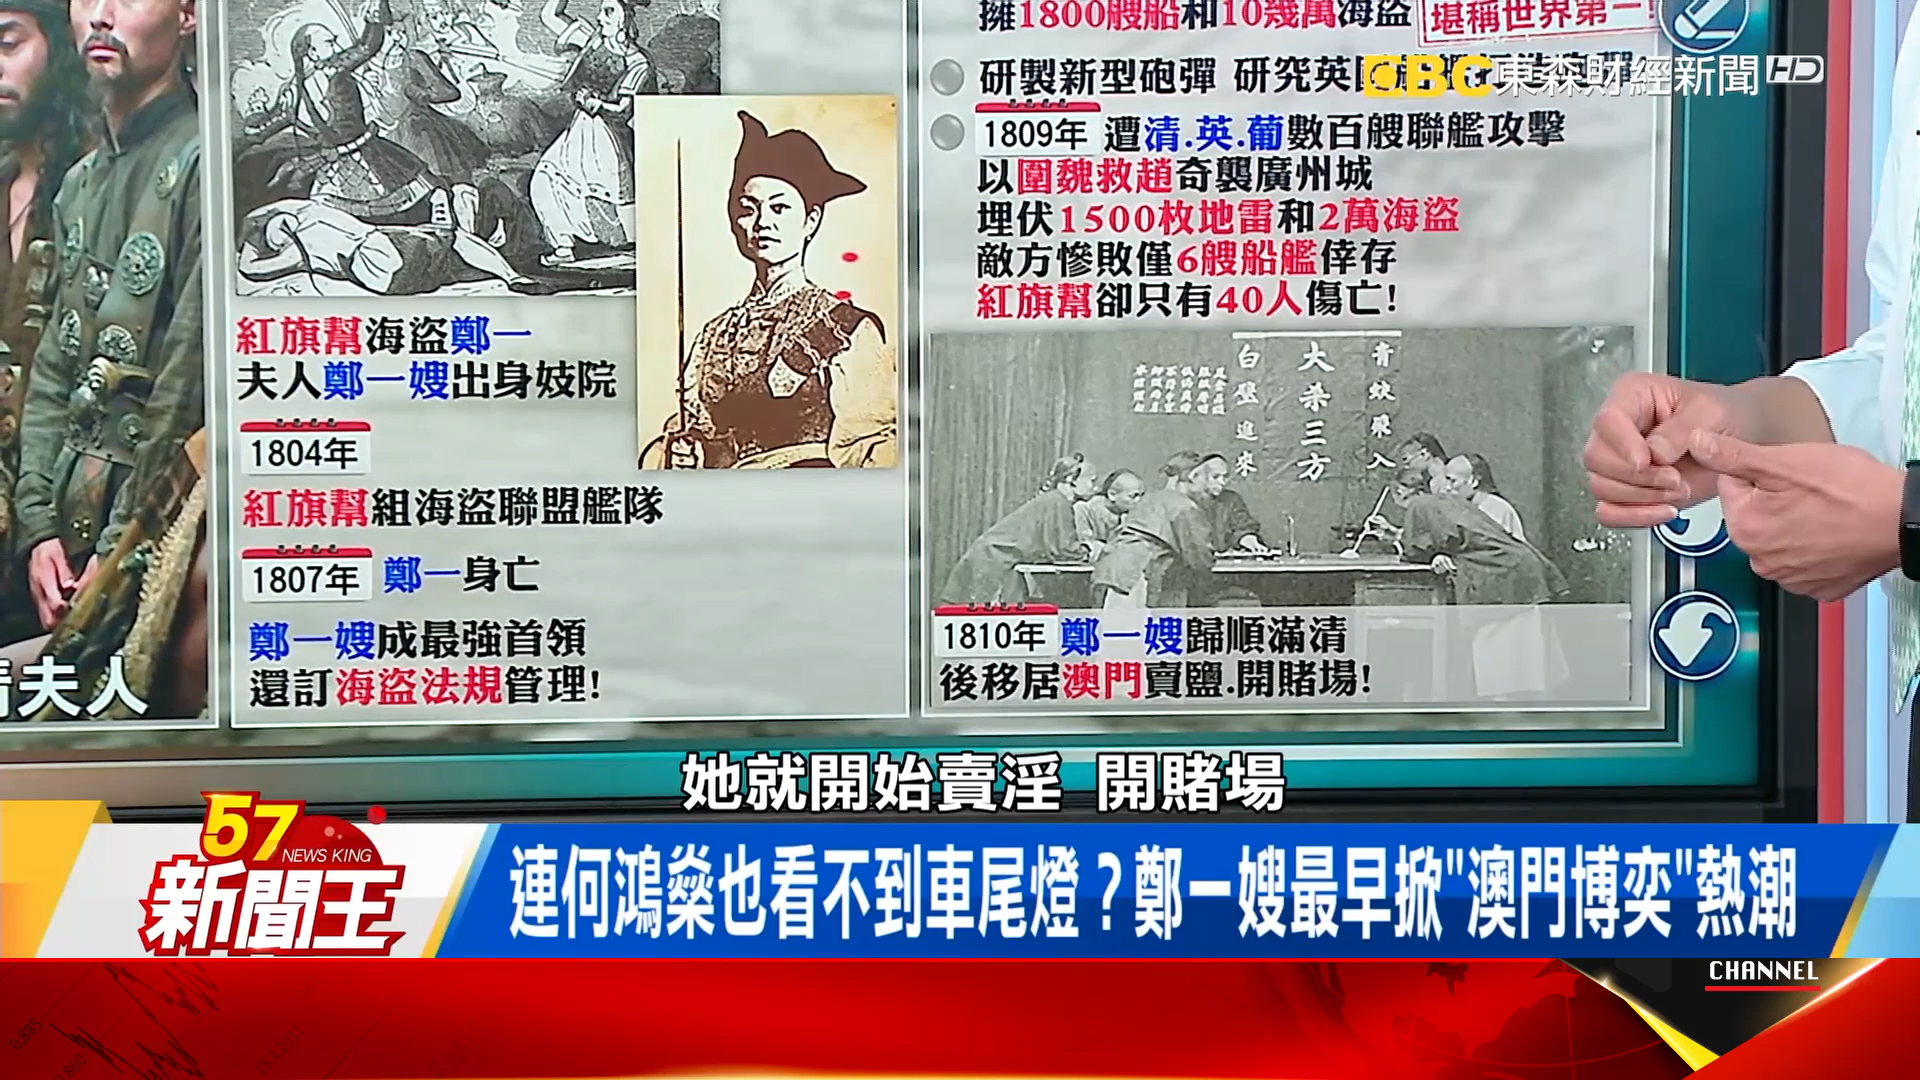 擁1800艘船和10幾萬海盜
堪稱世界第一!
研製新型砲彈 研究英
EBC東森財經新聞HD
1809年 遭清.英.葡數百艘聯艦攻擊
以圍魏救趙奇襲廣州城
埋伏1500枚地雷和2萬海盜
敵方慘敗僅6艘船艦倖存
紅旗幫卻只有40人傷亡!
紅旗幫海盜鄭一
夫人鄭一嫂出身妓院
1804年
紅旗幫組海盜聯盟艦隊
1807年 鄭一身亡
鄭一嫂成最強首領
還訂海盜法規管理!
夫人
青蚨飛入
大杀三方
白璧進來
1810年 鄭一嫂歸順滿清
後移居澳門賣鹽.開賭場!
她就開始賣淫 開賭場
57
NEWS KING
新聞王
連何鴻燊也看不到車尾燈？鄭一嫂最早掀"澳門博奕"熱潮
CHANNEL
0.885
0.860